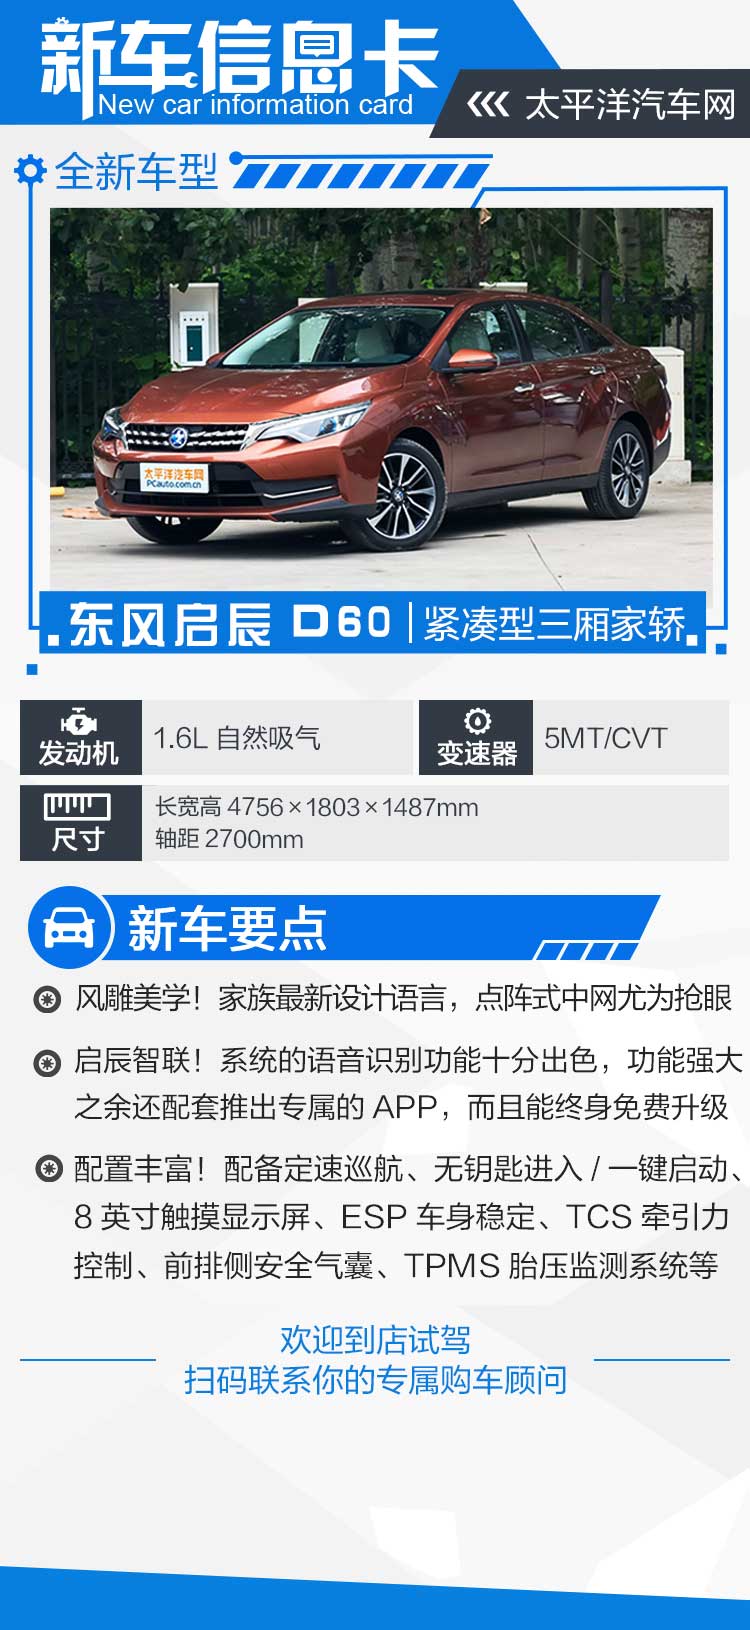 新车信息卡
New car information card
太平洋汽车网
全新车型
太平洋汽车网
PCauto.com.cn
东风启辰 D60 紧凑型三厢家轿
发动机 1.6L 自然吸气
变速器 5MT/CVT
尺寸 长宽高 4756×1803×1487mm
轴距 2700mm
新车要点
风雕美学！家族最新设计语言，点阵式中网尤为抢眼
启辰智联！系统的语音识别功能十分出色，功能强大
之余还配套推出专属的 APP，而且能终身免费升级
配置丰富！配备定速巡航、无钥匙进入 / 一键启动、
8 英寸触摸显示屏、ESP 车身稳定、TCS 牵引力
控制、前排侧安全气囊、TPMS 胎压监测系统等
欢迎到店试驾
扫码联系你的专属购车顾问